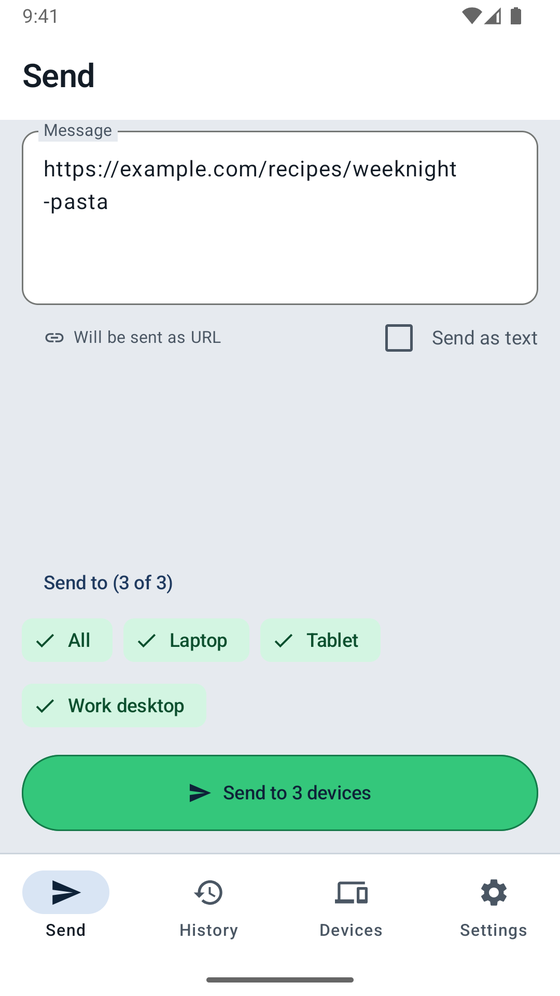 9:41
Send
Message
https://example.com/recipes/weeknight
-pasta
Will be sent as URL
Send as text
Send to (3 of 3)
All
Laptop
Tablet
Work desktop
Send to 3 devices
Send
History
Devices
Settings